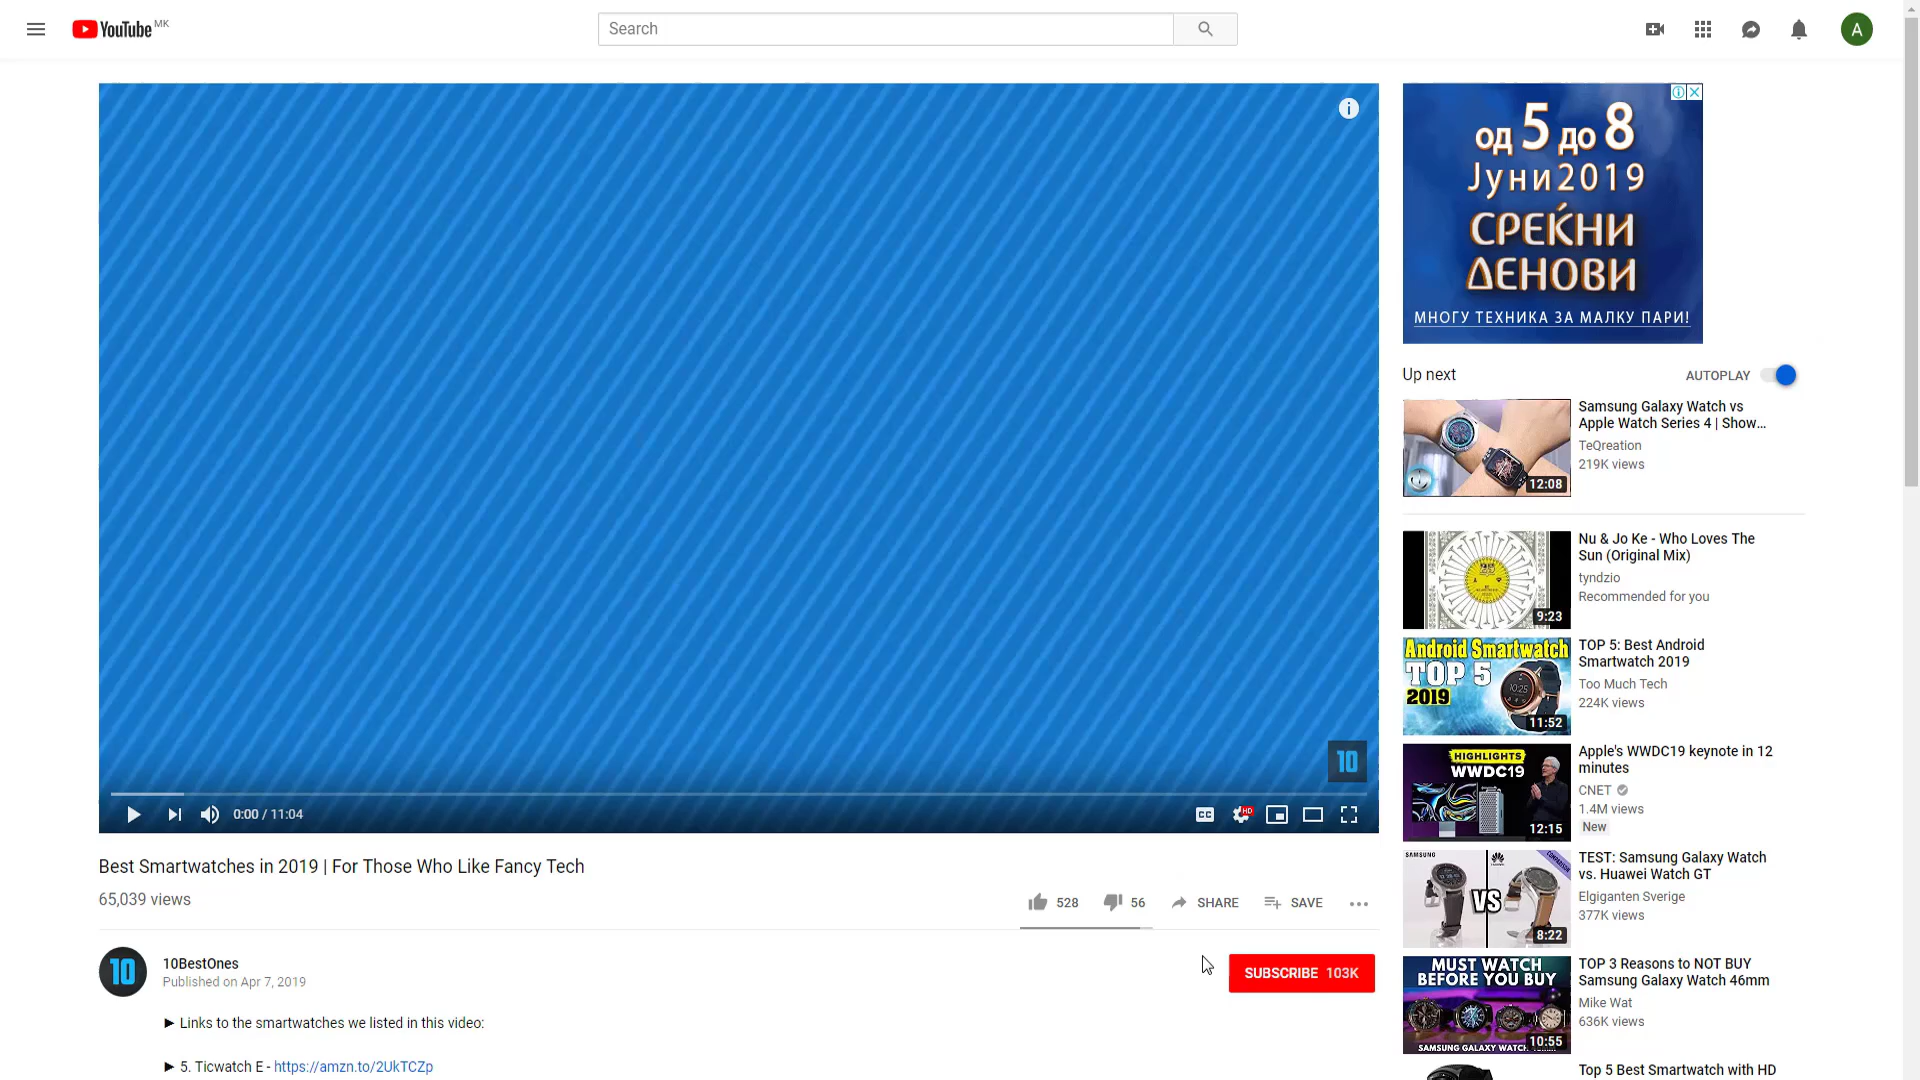 YouTube MK
Search
A
од 5 до 8
Јуни2019
СРЕЌНИ
ДЕНОВИ
МНОГУ ТЕХНИКА ЗА МАЛКУ ПАРИ!
10
CC
HD
0:00 / 11:04
Best Smartwatches in 2019 | For Those Who Like Fancy Tech
65,039 views
528
56
SHARE
SAVE
10
10BestOnes
Published on Apr 7, 2019
SUBSCRIBE 103K
► Links to the smartwatches we listed in this video:
► 5. Ticwatch E - https://amzn.to/2UkTCZp
Up next
AUTOPLAY
12:08
Samsung Galaxy Watch vs
Apple Watch Series 4 | Show...
TeQreation
219K views
9:23
Nu & Jo Ke - Who Loves The
Sun (Original Mix)
tyndzio
Recommended for you
Android Smartwatch
TOP 5
2019
10:25
11:52
TOP 5: Best Android
Smartwatch 2019
Too Much Tech
224K views
HIGHLIGHTS
WWDC19
12:15
Apple's WWDC19 keynote in 12
minutes
CNET
1.4M views
New
SAMSUNG
HUAWEI
VS
8:22
TEST: Samsung Galaxy Watch
vs. Huawei Watch GT
Elgiganten Sverige
377K views
MUST WATCH
BEFORE YOU BUY
SAMSUNG GALAXY WATCH
10:55
TOP 3 Reasons to NOT BUY
Samsung Galaxy Watch 46mm
Mike Wat
636K views
Top 5 Best Smartwatch with HD